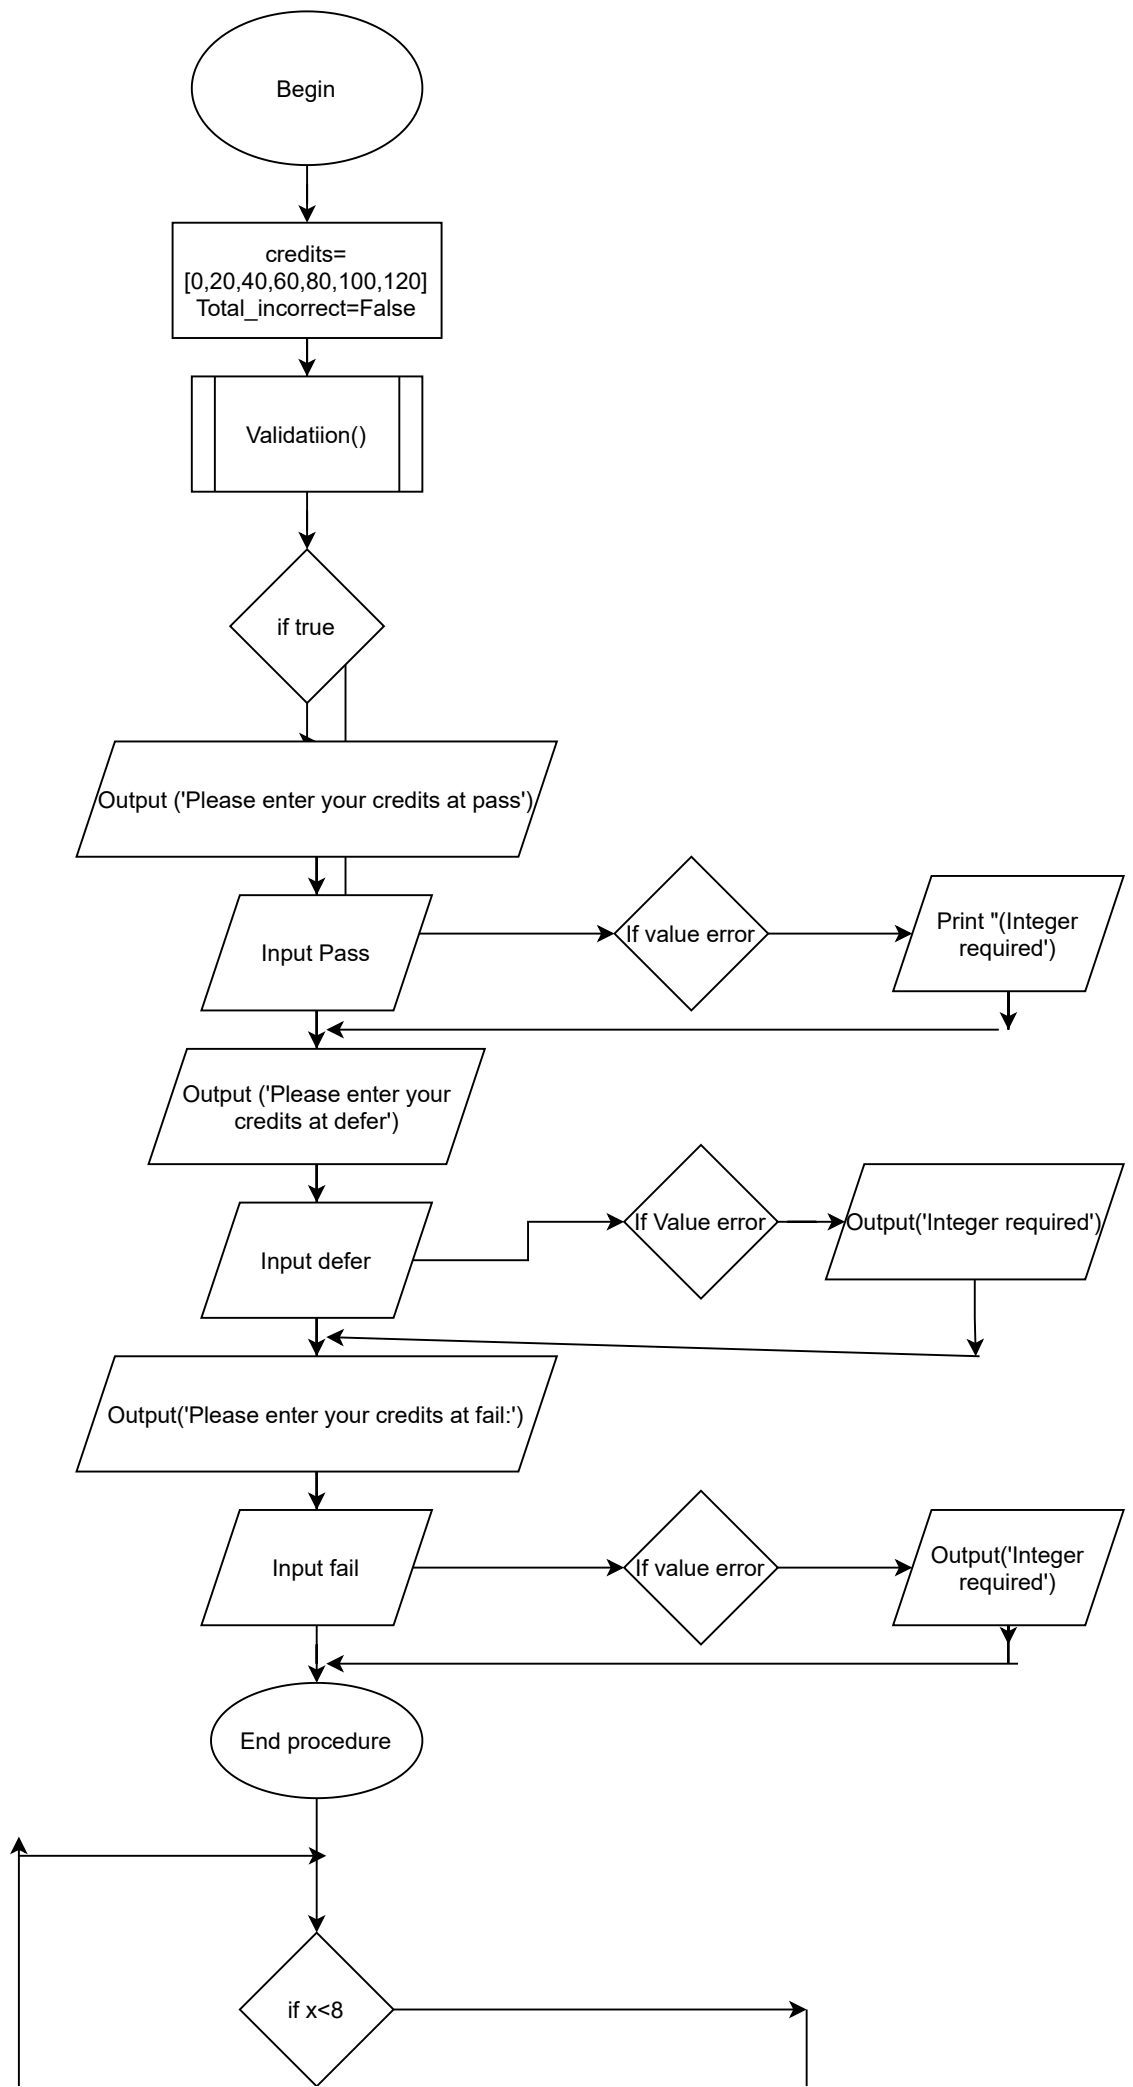 Begin
credits=
[0,20,40,60,80,100,120]
Total_incorrect=False
Validatiion()
if true
Output ('Please enter your credits at pass')
Input Pass
If value error
Print "(Integer
required')
Output ('Please enter your
credits at defer')
Input defer
If Value error
Output('Integer required')
Output('Please enter your credits at fail:')
Input fail
If value error
Output('Integer
required')
End procedure
if x<8